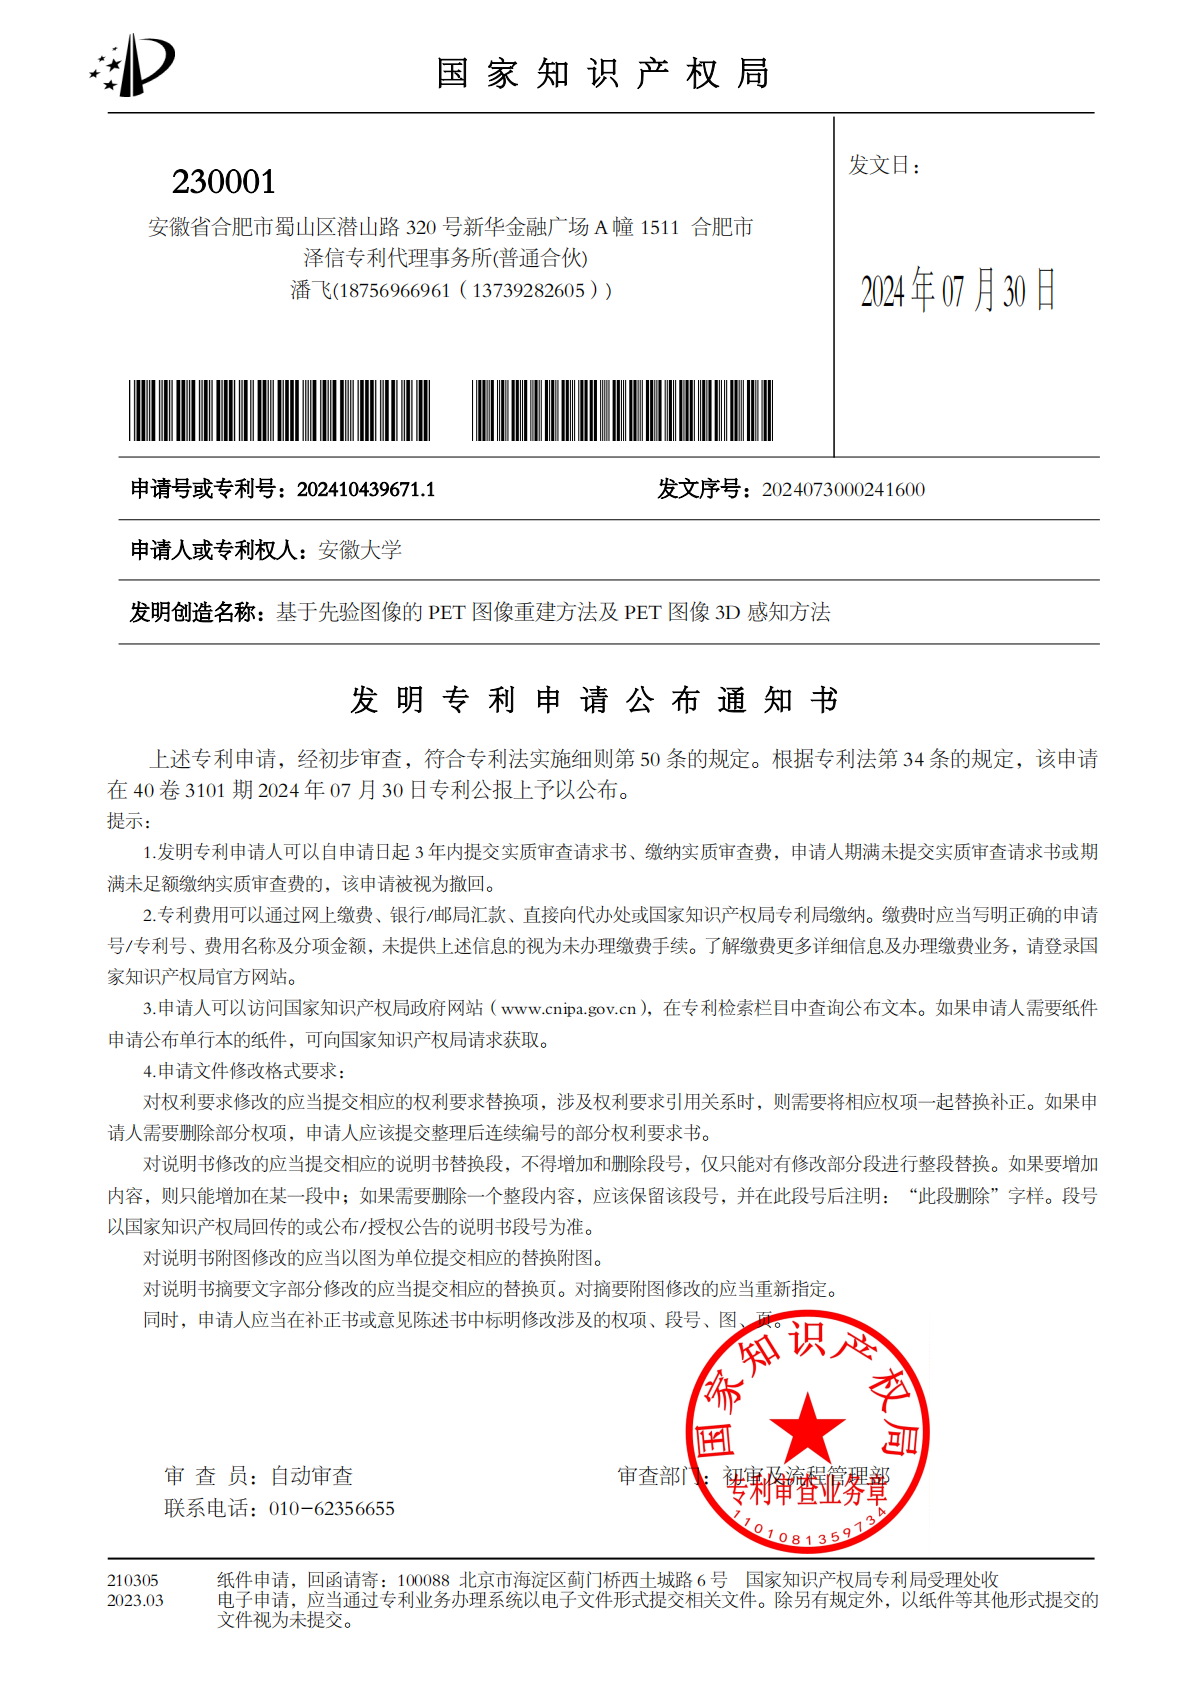 国家知识产权局
230001
发文日：
安徽省合肥市蜀山区潜山路 320 号新华金融广场 A 幢 1511 合肥市
泽信专利代理事务所(普通合伙)
潘飞(18756966961（13739282605）)
2024 年 07 月 30 日
申请号或专利号：202410439671.1 发文序号：2024073000241600
申请人或专利权人：安徽大学
发明创造名称：基于先验图像的 PET 图像重建方法及 PET 图像 3D 感知方法
发明专利申请公布通知书
上述专利申请，经初步审查，符合专利法实施细则第 50 条的规定。根据专利法第 34 条的规定，该申请
在 40 卷 3101 期 2024 年 07 月 30 日专利公报上予以公布。
提示：
1.发明专利申请人可以自申请日起 3 年内提交实质审查请求书、缴纳实质审查费，申请人期满未提交实质审查请求书或期
满未足额缴纳实质审查费的，该申请被视为撤回。
2.专利费用可以通过网上缴费、银行/邮局汇款、直接向代办处或国家知识产权局专利局缴纳。缴费时应当写明正确的申请
号/专利号、费用名称及分项金额，未提供上述信息的视为未办理缴费手续。了解缴费更多详细信息及办理缴费业务，请登录国
家知识产权局官方网站。
3.申请人可以访问国家知识产权局政府网站（www.cnipa.gov.cn），在专利检索栏目中查询公布文本。如果申请人需要纸件
申请公布单行本的纸件，可向国家知识产权局请求获取。
4.申请文件修改格式要求：
对权利要求修改的应当提交相应的权利要求替换项，涉及权利要求引用关系时，则需要将相应权项一起替换补正。如果申
请人需要删除部分权项，申请人应该提交整理后连续编号的部分权利要求书。
对说明书修改的应当提交相应的说明书替换段，不得增加和删除段号，仅只能对有修改部分段进行整段替换。如果要增加
内容，则只能增加在某一段中；如果需要删除一个整段内容，应该保留该段号，并在此段号后注明：“此段删除”字样。段号
以国家知识产权局回传的或公布/授权公告的说明书段号为准。
对说明书附图修改的应当以图为单位提交相应的替换附图。
对说明书摘要文字部分修改的应当提交相应的替换页。对摘要附图修改的应当重新指定。
同时，申请人应当在补正书或意见陈述书中标明修改涉及的权项、段号、图、页。
国家知识产权局
审 查 员：自动审查 审查部门：初审及流程管理部
专利审查业务章
联系电话：010-62356655
1101081359734
210305 纸件申请，回函请寄：100088 北京市海淀区蓟门桥西土城路 6 号 国家知识产权局专利局受理处收
2023.03 电子申请，应当通过专利业务办理系统以电子文件形式提交相关文件。除另有规定外，以纸件等其他形式提交的
文件视为未提交。